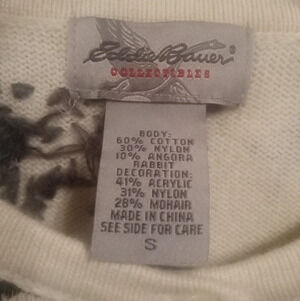 Eddie Bauer®
COLLECTIBLES
BODY:
60% COTTON
30% NYLON
10% ANGORA
RABBIT
DECORATION:
41% ACRYLIC
31% NYLON
28% MOHAIR
MADE IN CHINA
SEE SIDE FOR CARE
S